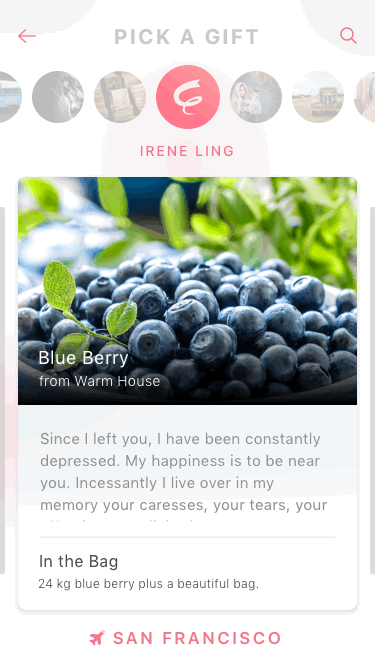 PICK A GIFT
IRENE LING
Blue Berry
from Warm House
Since I left you, I have been constantly
depressed. My happiness is to be near
you. Incessantly I live over in my
memory your caresses, your tears, your
In the Bag
24 kg blue berry plus a beautiful bag.
SAN FRANCISCO